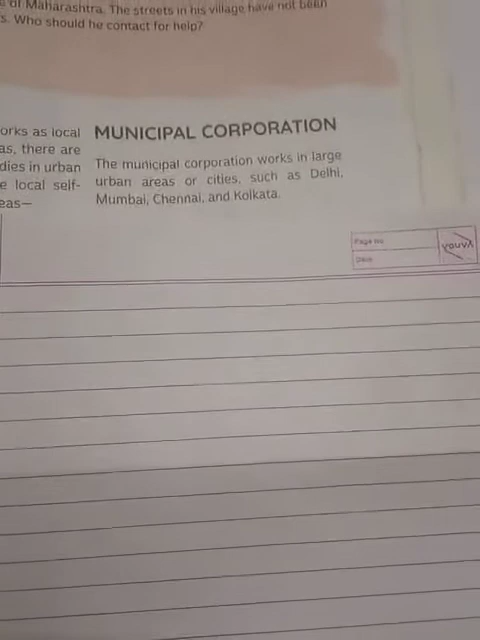 e of Maharashtra. The streets in his village have not been
s. Who should he contact for help?
orks as local
as, there are
dies in urban
e local self-
eas—
MUNICIPAL CORPORATION
The municipal corporation works in large
urban areas or cities, such as Delhi,
Mumbai, Chennai, and Kolkata.
Page No.
Date
youva